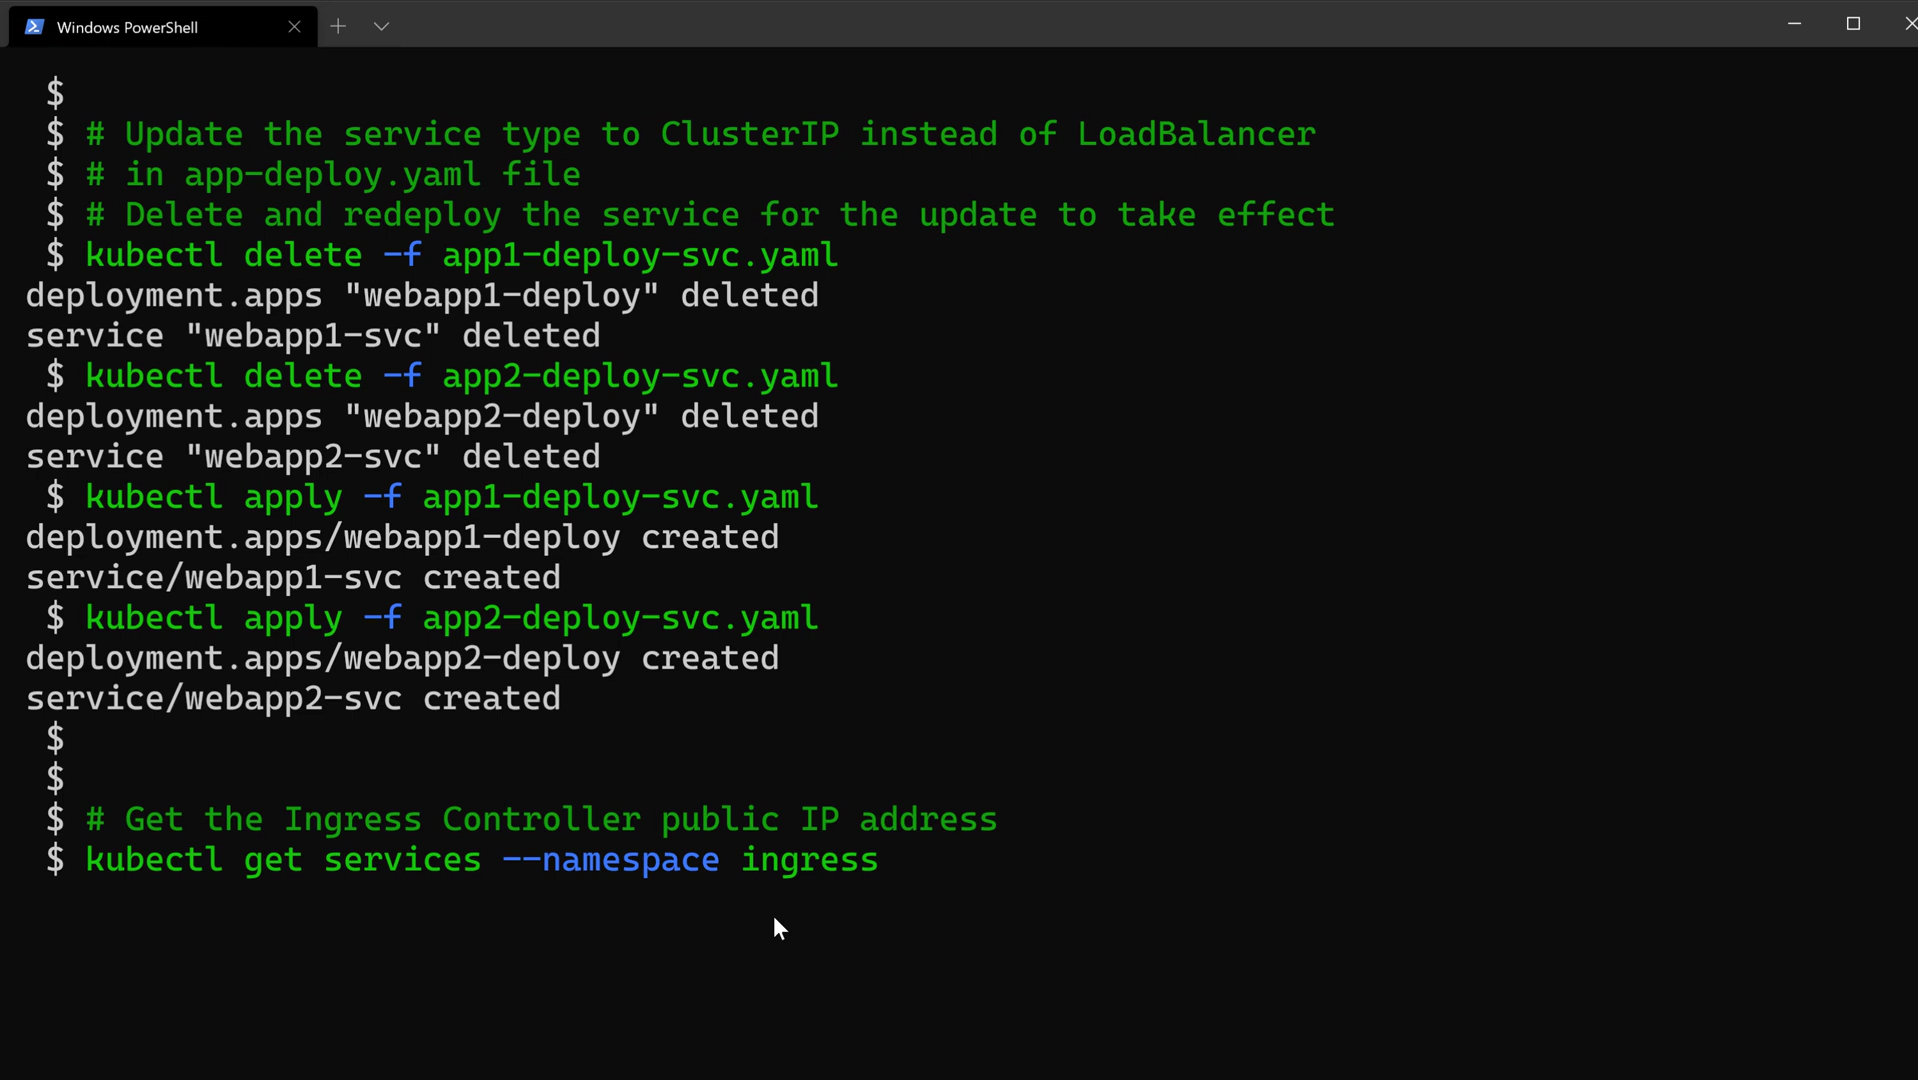 Windows PowerShell
$
$ # Update the service type to ClusterIP instead of LoadBalancer
$ # in app-deploy.yaml file
$ # Delete and redeploy the service for the update to take effect
$ kubectl delete -f app1-deploy-svc.yaml
deployment.apps "webapp1-deploy" deleted
service "webapp1-svc" deleted
$ kubectl delete -f app2-deploy-svc.yaml
deployment.apps "webapp2-deploy" deleted
service "webapp2-svc" deleted
$ kubectl apply -f app1-deploy-svc.yaml
deployment.apps/webapp1-deploy created
service/webapp1-svc created
$ kubectl apply -f app2-deploy-svc.yaml
deployment.apps/webapp2-deploy created
service/webapp2-svc created
$
$
$ # Get the Ingress Controller public IP address
$ kubectl get services --namespace ingress